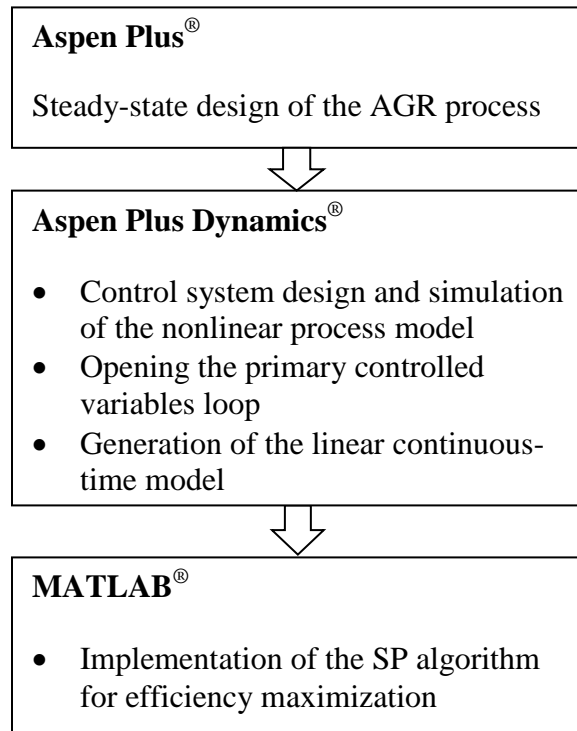 Aspen Plus®
Steady-state design of the AGR process
Aspen Plus Dynamics®
• Control system design and simulation
of the nonlinear process model
• Opening the primary controlled
variables loop
• Generation of the linear continuous-
time model
MATLAB®
• Implementation of the SP algorithm
for efficiency maximization